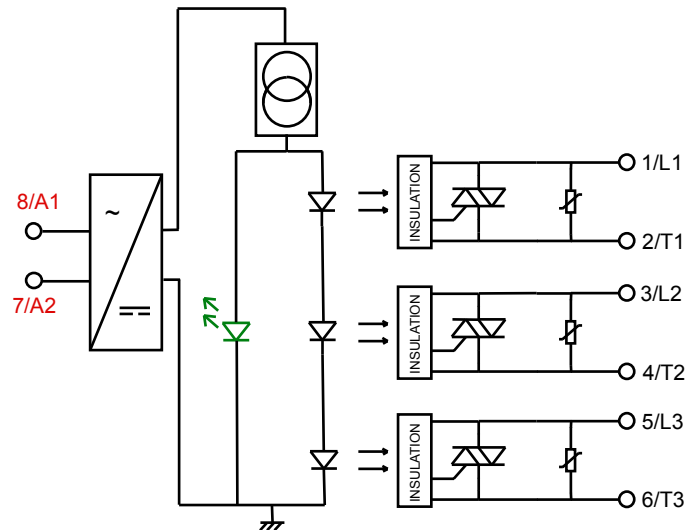 8/A1
~
7/A2
INSULATION
1/L1
2/T1
INSULATION
3/L2
4/T2
INSULATION
5/L3
6/T3